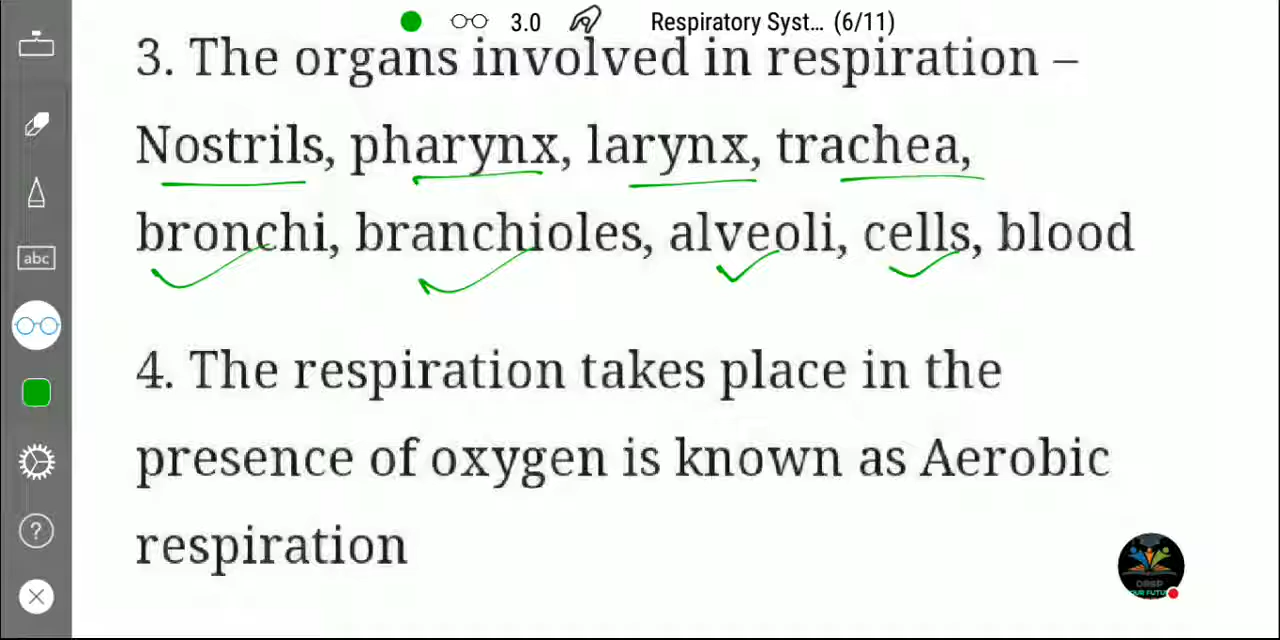 3.0 Respiratory Syst... (6/11)
3. The organs involved in respiration –
Nostrils, pharynx, larynx, trachea,
bronchi, branchioles, alveoli, cells, blood
abc
4. The respiration takes place in the
presence of oxygen is known as Aerobic
respiration
?